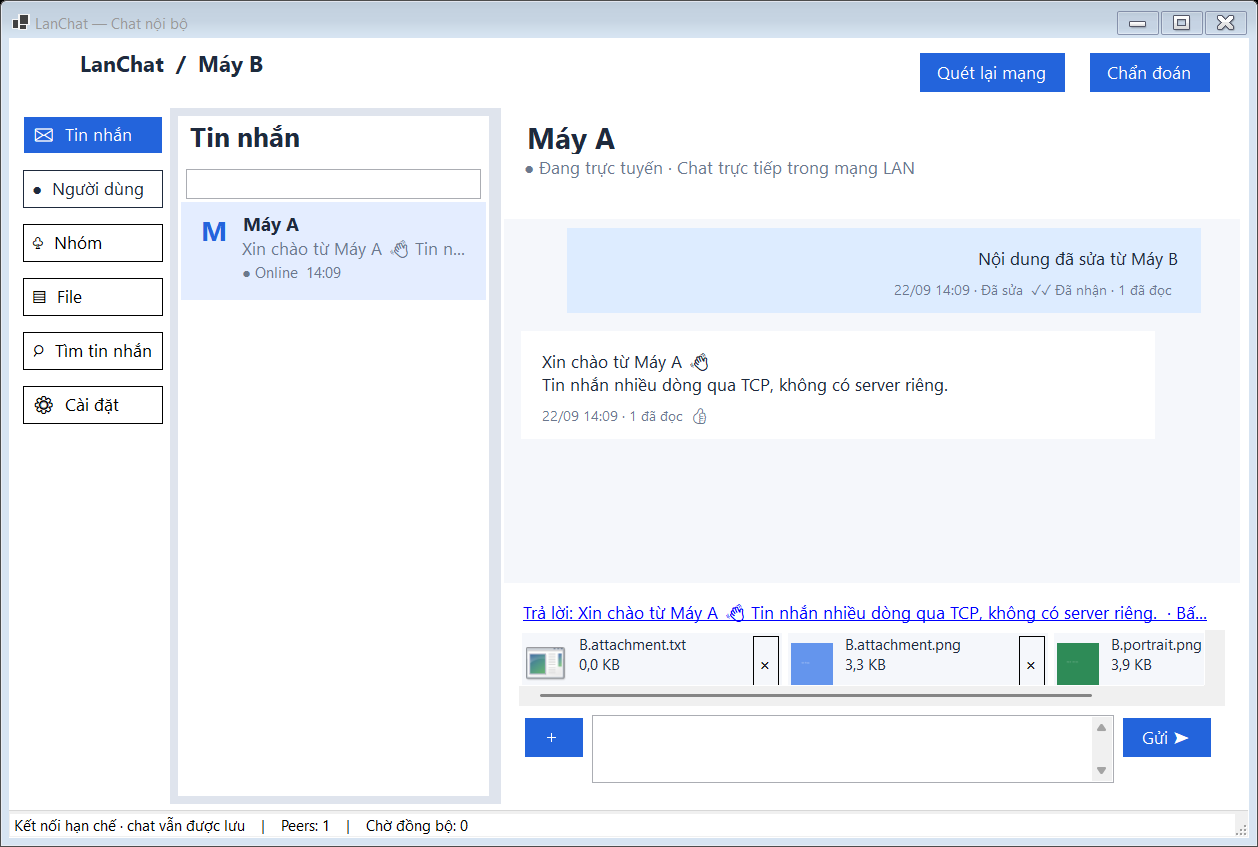 LanChat — Chat nội bộ
LanChat / Máy B
Quét lại mạng
Chẩn đoán
Tin nhắn
Người dùng
Nhóm
File
Tìm tin nhắn
Cài đặt
Tin nhắn
M
Máy A
Xin chào từ Máy A 👋 Tin n...
● Online 14:09
Máy A
● Đang trực tuyến · Chat trực tiếp trong mạng LAN
Nội dung đã sửa từ Máy B
22/09 14:09 · Đã sửa ✓✓ Đã nhận · 1 đã đọc
Xin chào từ Máy A 👋
Tin nhắn nhiều dòng qua TCP, không có server riêng.
22/09 14:09 · 1 đã đọc 👍
Trả lời: Xin chào từ Máy A 👋 Tin nhắn nhiều dòng qua TCP, không có server riêng. · Bấ...
B.attachment.txt
0,0 KB
×
B.attachment.png
3,3 KB
×
B.portrait.png
3,9 KB
+
Gửi ➤
Kết nối hạn chế · chat vẫn được lưu | Peers: 1 | Chờ đồng bộ: 0